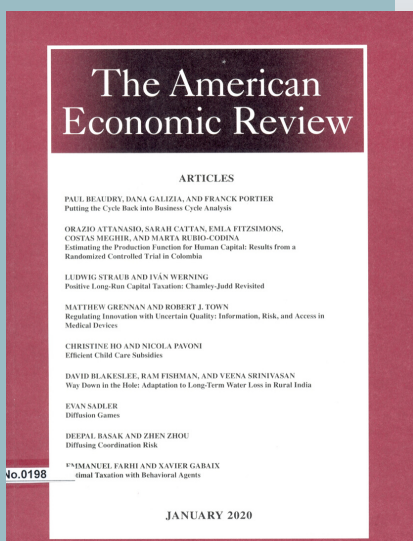 The American
Economic Review
ARTICLES
PAUL BEAUDRY, DANA GALIZIA, AND FRANCK PORTIER
Putting the Cycle Back into Business Cycle Analysis
ORAZIO ATTANASIO, SARAH CATTAN, EMLA FITZSIMONS,
COSTAS MEGHIR, AND MARTA RUBIO-CODINA
Estimating the Production Function for Human Capital: Results from a
Randomized Controlled Trial in Colombia
LUDWIG STRAUB AND IVÁN WERNING
Positive Long-Run Capital Taxation: Chamley-Judd Revisited
MATTHEW GRENNAN AND ROBERT J. TOWN
Regulating Innovation with Uncertain Quality: Information, Risk, and Access in
Medical Devices
CHRISTINE HO AND NICOLA PAVONI
Efficient Child Care Subsidies
DAVID BLAKESLEE, RAM FISHMAN, AND VEENA SRINIVASAN
Way Down in the Hole: Adaptation to Long-Term Water Loss in Rural India
EVAN SADLER
Diffusion Games
DEEPAL BASAK AND ZHEN ZHOU
Diffusing Coordination Risk
EMMANUEL FARHI AND XAVIER GABAIX
No.0198
timal Taxation with Behavioral Agents
JANUARY 2020